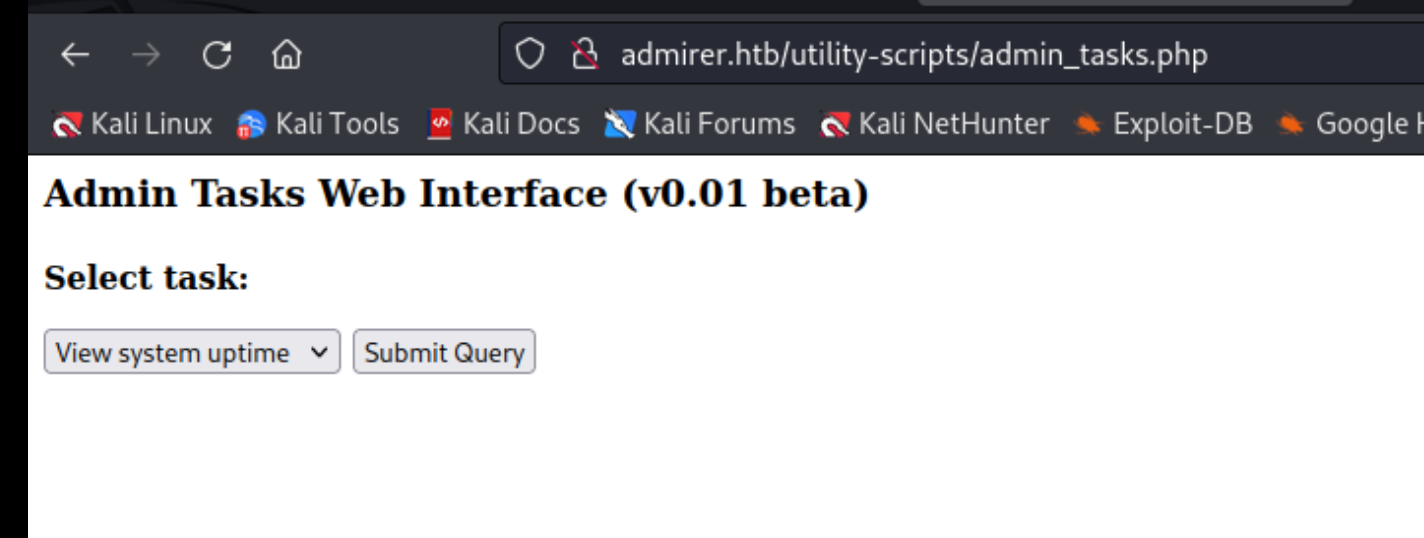 admirer.htb/utility-scripts/admin_tasks.php
Kali Linux Kali Tools Kali Docs Kali Forums Kali NetHunter Exploit-DB Google
Admin Tasks Web Interface (v0.01 beta)
Select task:
View system uptime Submit Query